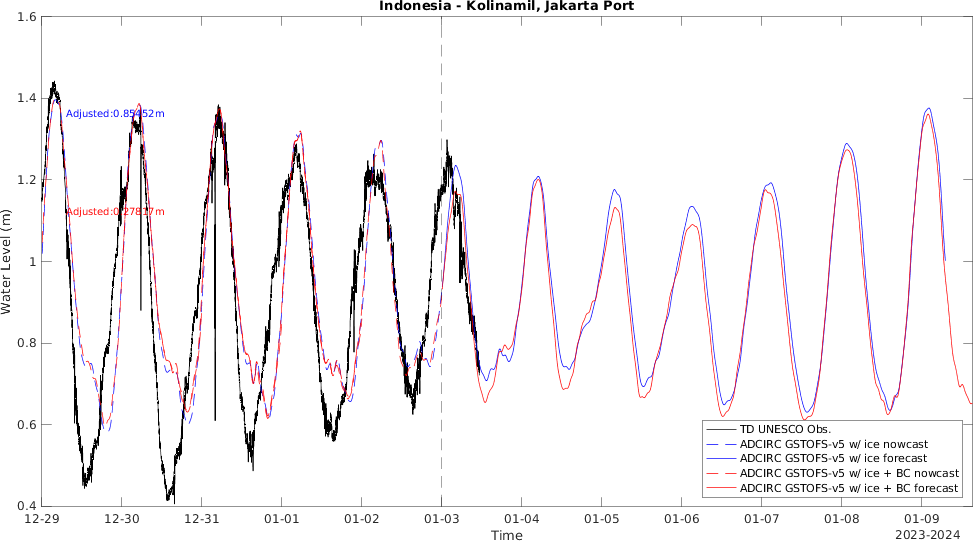 Indonesia - Kolinamil, Jakarta Port
1.6
1.4
1.2
1
0.8
0.6
0.4
Water Level (m)
Adjusted:0.85452m
Adjusted:0.27817m
TD UNESCO Obs.
ADCIRC GSTOFS-v5 w/ ice nowcast
ADCIRC GSTOFS-v5 w/ ice forecast
ADCIRC GSTOFS-v5 w/ ice + BC nowcast
ADCIRC GSTOFS-v5 w/ ice + BC forecast
12-29 12-30 12-31 01-01 01-02 01-03 01-04 01-05 01-06 01-07 01-08 01-09
Time
2023-2024